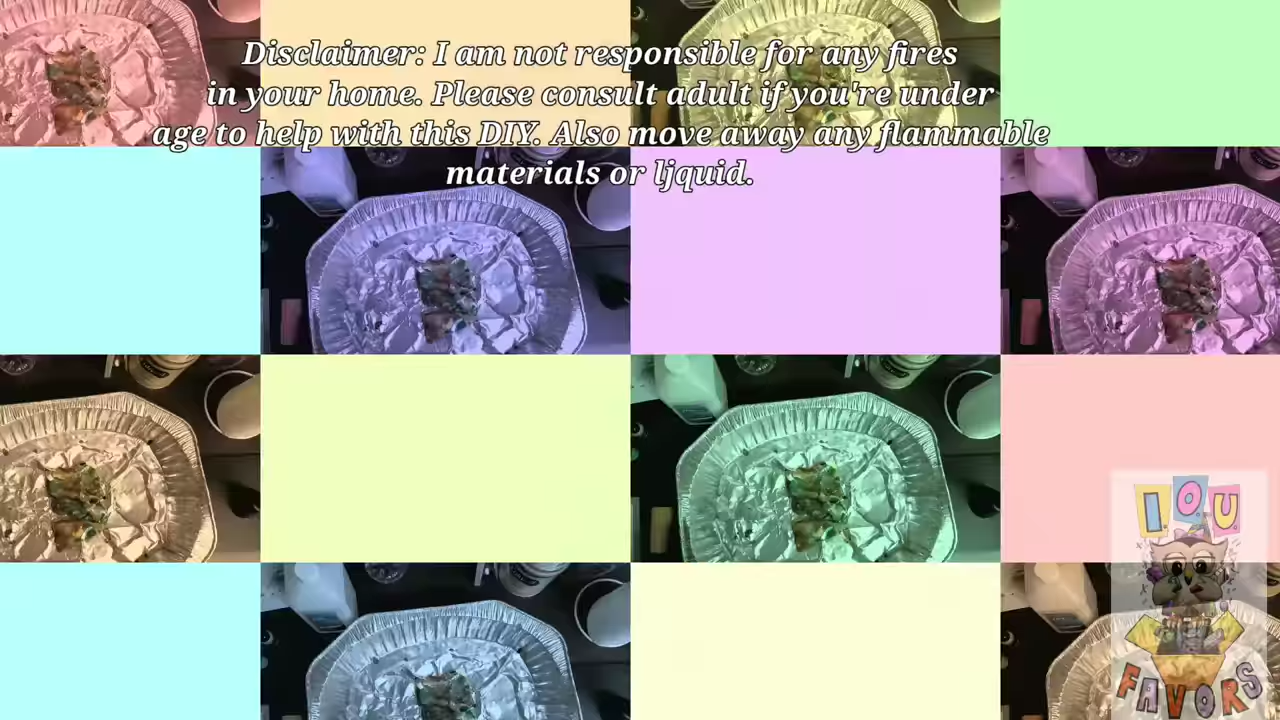 Disclaimer: I am not responsible for any fires
in your home. Please consult adult if you're under
age to help with this DIY. Also move away any flammable
materials or ljquid.
I.O.U.
FAVORS